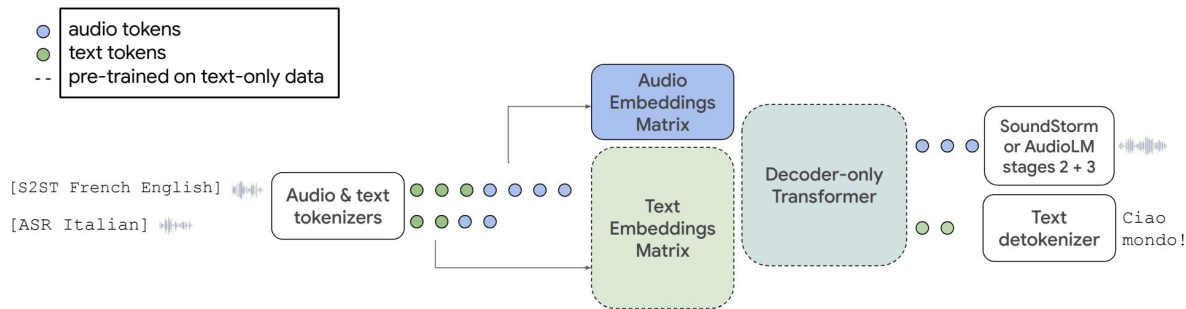 audio tokens
text tokens
-- pre-trained on text-only data
[S2ST French English]
[ASR Italian]
Audio & text
tokenizers
Audio
Embeddings
Matrix
Text
Embeddings
Matrix
Decoder-only
Transformer
SoundStorm
or AudioLM
stages 2 + 3
Text
detokenizer
Ciao
mondo!